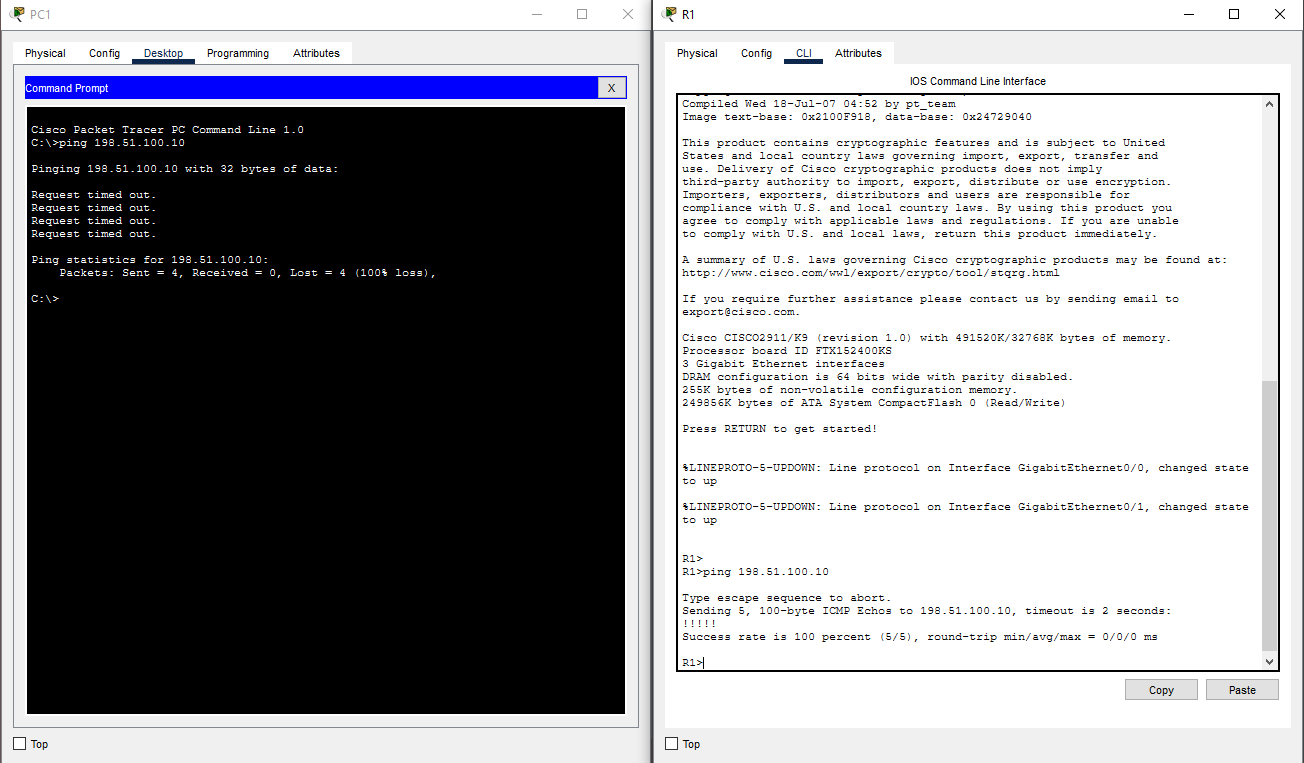 PC1
Physical Config Desktop Programming Attributes
Command Prompt X
Cisco Packet Tracer PC Command Line 1.0
C:\>ping 198.51.100.10
Pinging 198.51.100.10 with 32 bytes of data:
Request timed out.
Request timed out.
Request timed out.
Request timed out.
Ping statistics for 198.51.100.10:
Packets: Sent = 4, Received = 0, Lost = 4 (100% loss),
C:\>
Top
R1
Physical Config CLI Attributes
IOS Command Line Interface
Compiled Wed 18-Jul-07 04:52 by pt_team
Image text-base: 0x2100F918, data-base: 0x24729040
This product contains cryptographic features and is subject to United
States and local country laws governing import, export, transfer and
use. Delivery of Cisco cryptographic products does not imply
third-party authority to import, export, distribute or use encryption.
Importers, exporters, distributors and users are responsible for
compliance with U.S. and local country laws. By using this product you
agree to comply with applicable laws and regulations. If you are unable
to comply with U.S. and local laws, return this product immediately.
A summary of U.S. laws governing Cisco cryptographic products may be found at:
http://www.cisco.com/wwl/export/crypto/tool/stqrg.html
If you require further assistance please contact us by sending email to
export@cisco.com.
Cisco CISCO2911/K9 (revision 1.0) with 491520K/32768K bytes of memory.
Processor board ID FTX152400KS
3 Gigabit Ethernet interfaces
DRAM configuration is 64 bits wide with parity disabled.
255K bytes of non-volatile configuration memory.
249856K bytes of ATA System CompactFlash 0 (Read/Write)
Press RETURN to get started!
%LINEPROTO-5-UPDOWN: Line protocol on Interface GigabitEthernet0/0, changed state
to up
%LINEPROTO-5-UPDOWN: Line protocol on Interface GigabitEthernet0/1, changed state
to up
R1>
R1>ping 198.51.100.10
Type escape sequence to abort.
Sending 5, 100-byte ICMP Echos to 198.51.100.10, timeout is 2 seconds:
!!!!!
Success rate is 100 percent (5/5), round-trip min/avg/max = 0/0/0 ms
R1>
Copy Paste
Top